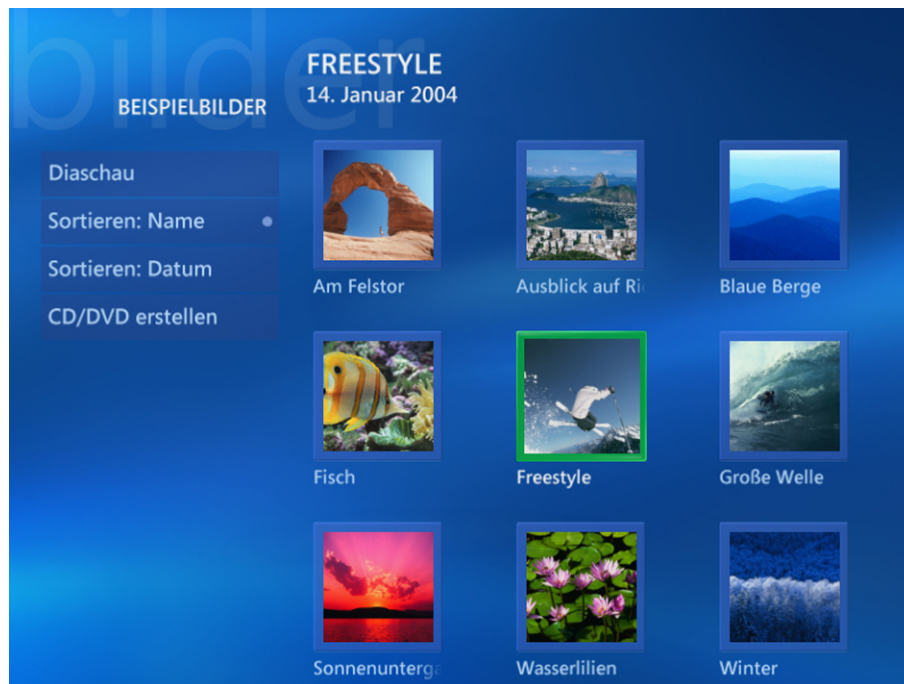 bilder
BEISPIELBILDER
FREESTYLE
14. Januar 2004
Diaschau
Sortieren: Name
Sortieren: Datum
CD/DVD erstellen
Am Felstor
Ausblick auf Ri
Blaue Berge
Fisch
Freestyle
Große Welle
Sonnenunterga
Wasserlilien
Winter